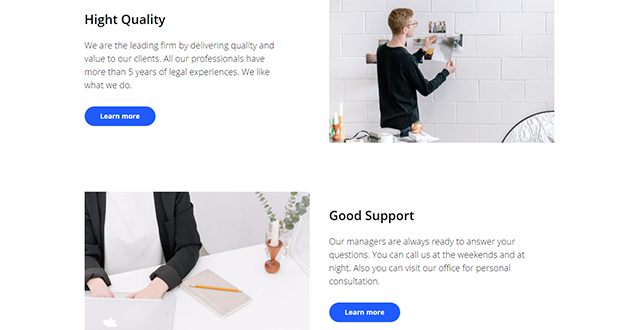 Hight Quality
We are the leading firm by delivering quality and
value to our clients. All our professionals have
more than 5 years of legal experiences. We like
what we do.
Learn more
Good Support
Our managers are always ready to answer your
questions. You can call us at the weekends and at
night. Also you can visit our office for personal
consultation.
Learn more